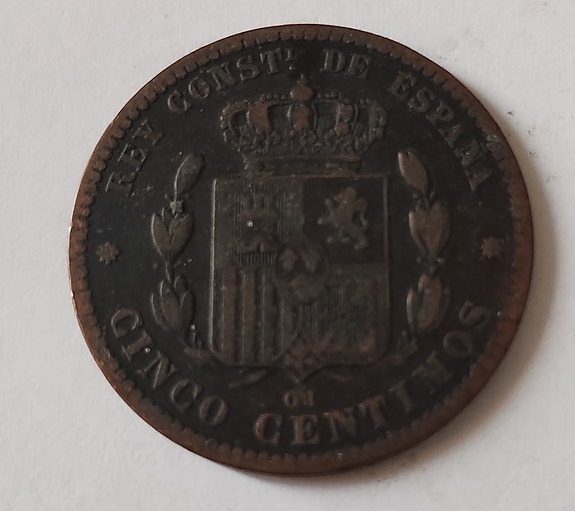 REY CONST.L DE ESPAÑA
OM
CINCO CENTIMOS